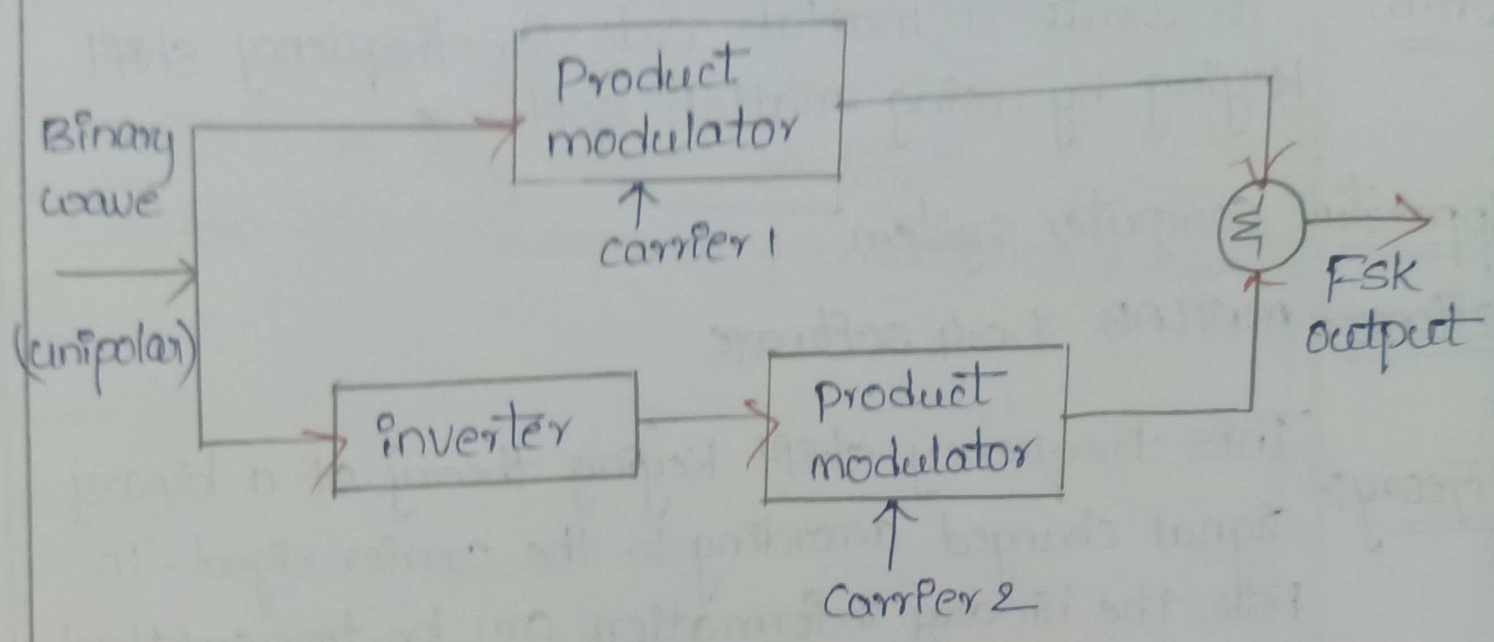 Product
modulator
Binary
wave
carrier 1
Σ
FSK
output
(unipolar)
inverter
product
modulator
carrier 2